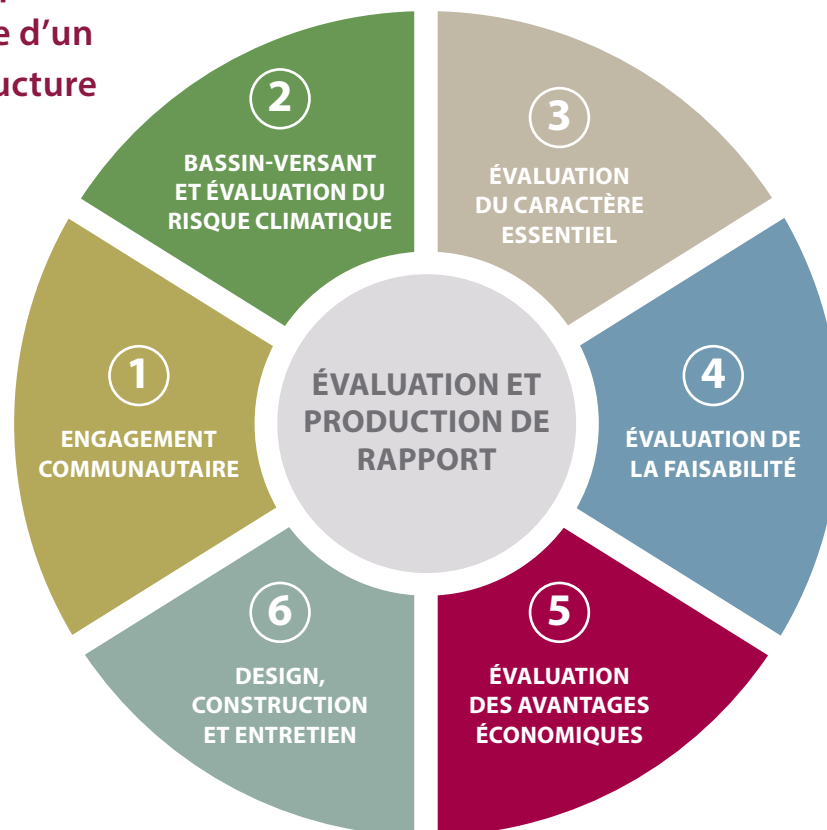 e d’un
ucture
1
ENGAGEMENT
COMMUNAUTAIRE
2
BASSIN-VERSANT
ET ÉVALUATION DU
RISQUE CLIMATIQUE
3
ÉVALUATION
DU CARACTÈRE
ESSENTIEL
4
ÉVALUATION DE
LA FAISABILITÉ
5
ÉVALUATION
DES AVANTAGES
ÉCONOMIQUES
6
DESIGN,
CONSTRUCTION
ET ENTRETIEN
ÉVALUATION ET
PRODUCTION DE
RAPPORT